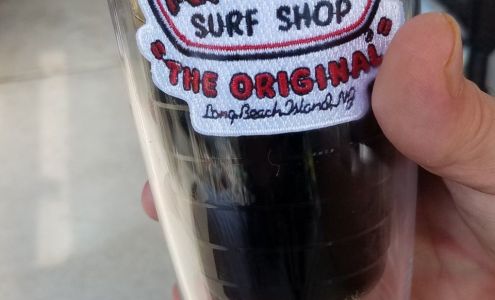 SURF SHOP
"THE ORIGINAL"
Long Beach Island, NJ